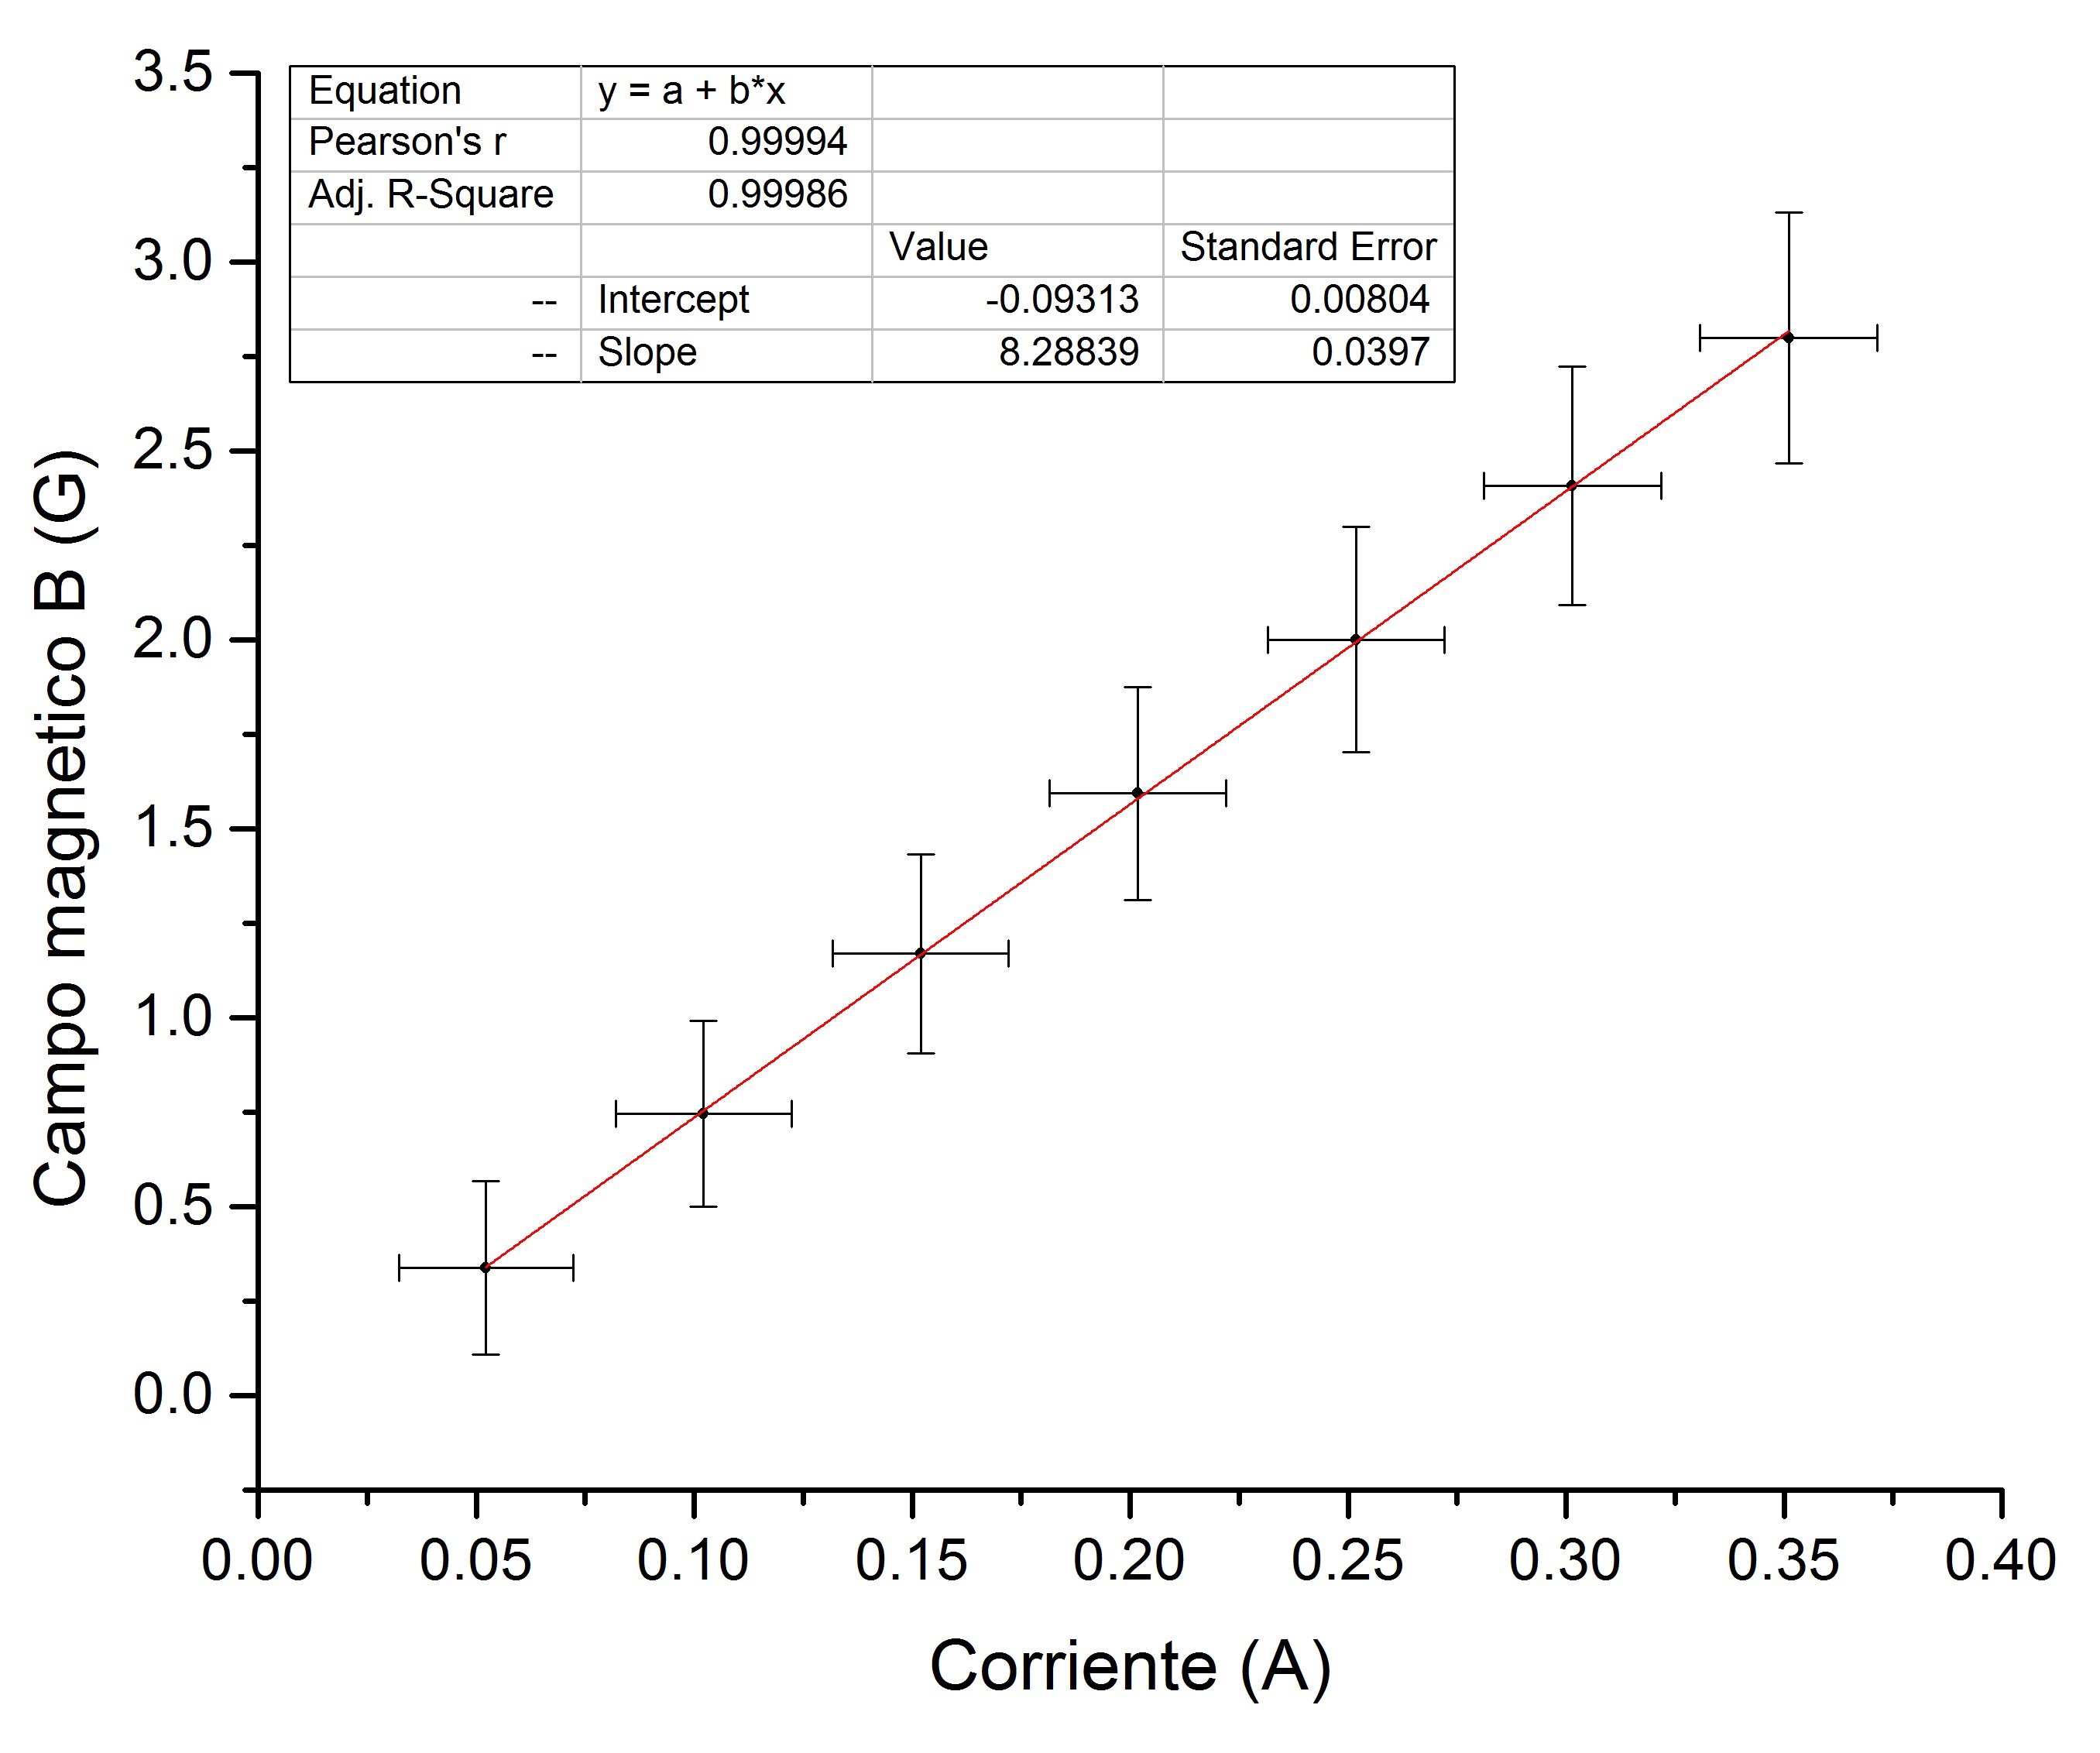 Equation y = a + b*x
Pearson's r 0.99994
Adj. R-Square 0.99986
Value Standard Error
-- Intercept -0.09313 0.00804
-- Slope 8.28839 0.0397
3.5
3.0
2.5
2.0
1.5
1.0
0.5
0.0
Campo magnetico B (G)
0.00 0.05 0.10 0.15 0.20 0.25 0.30 0.35 0.40
Corriente (A)